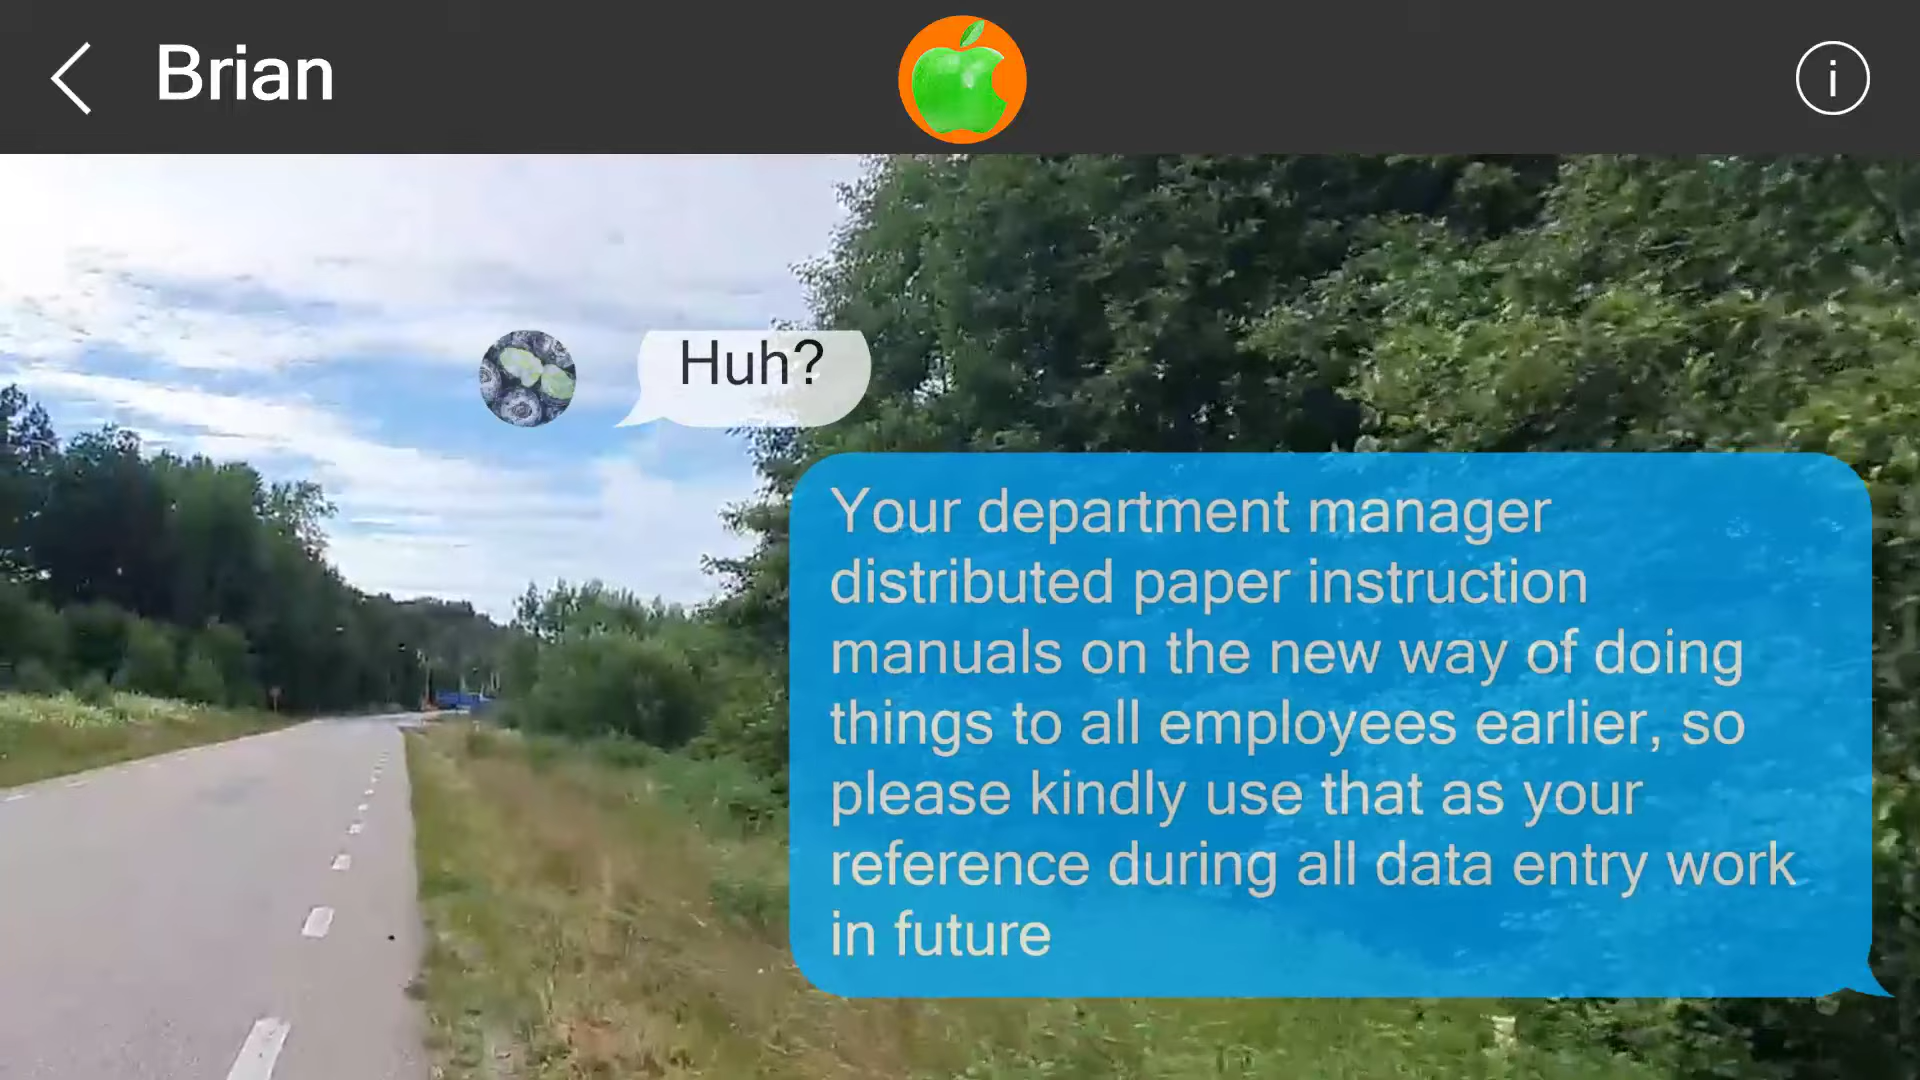 Brian
Huh?
Your department manager
distributed paper instruction
manuals on the new way of doing
things to all employees earlier, so
please kindly use that as your
reference during all data entry work
in future